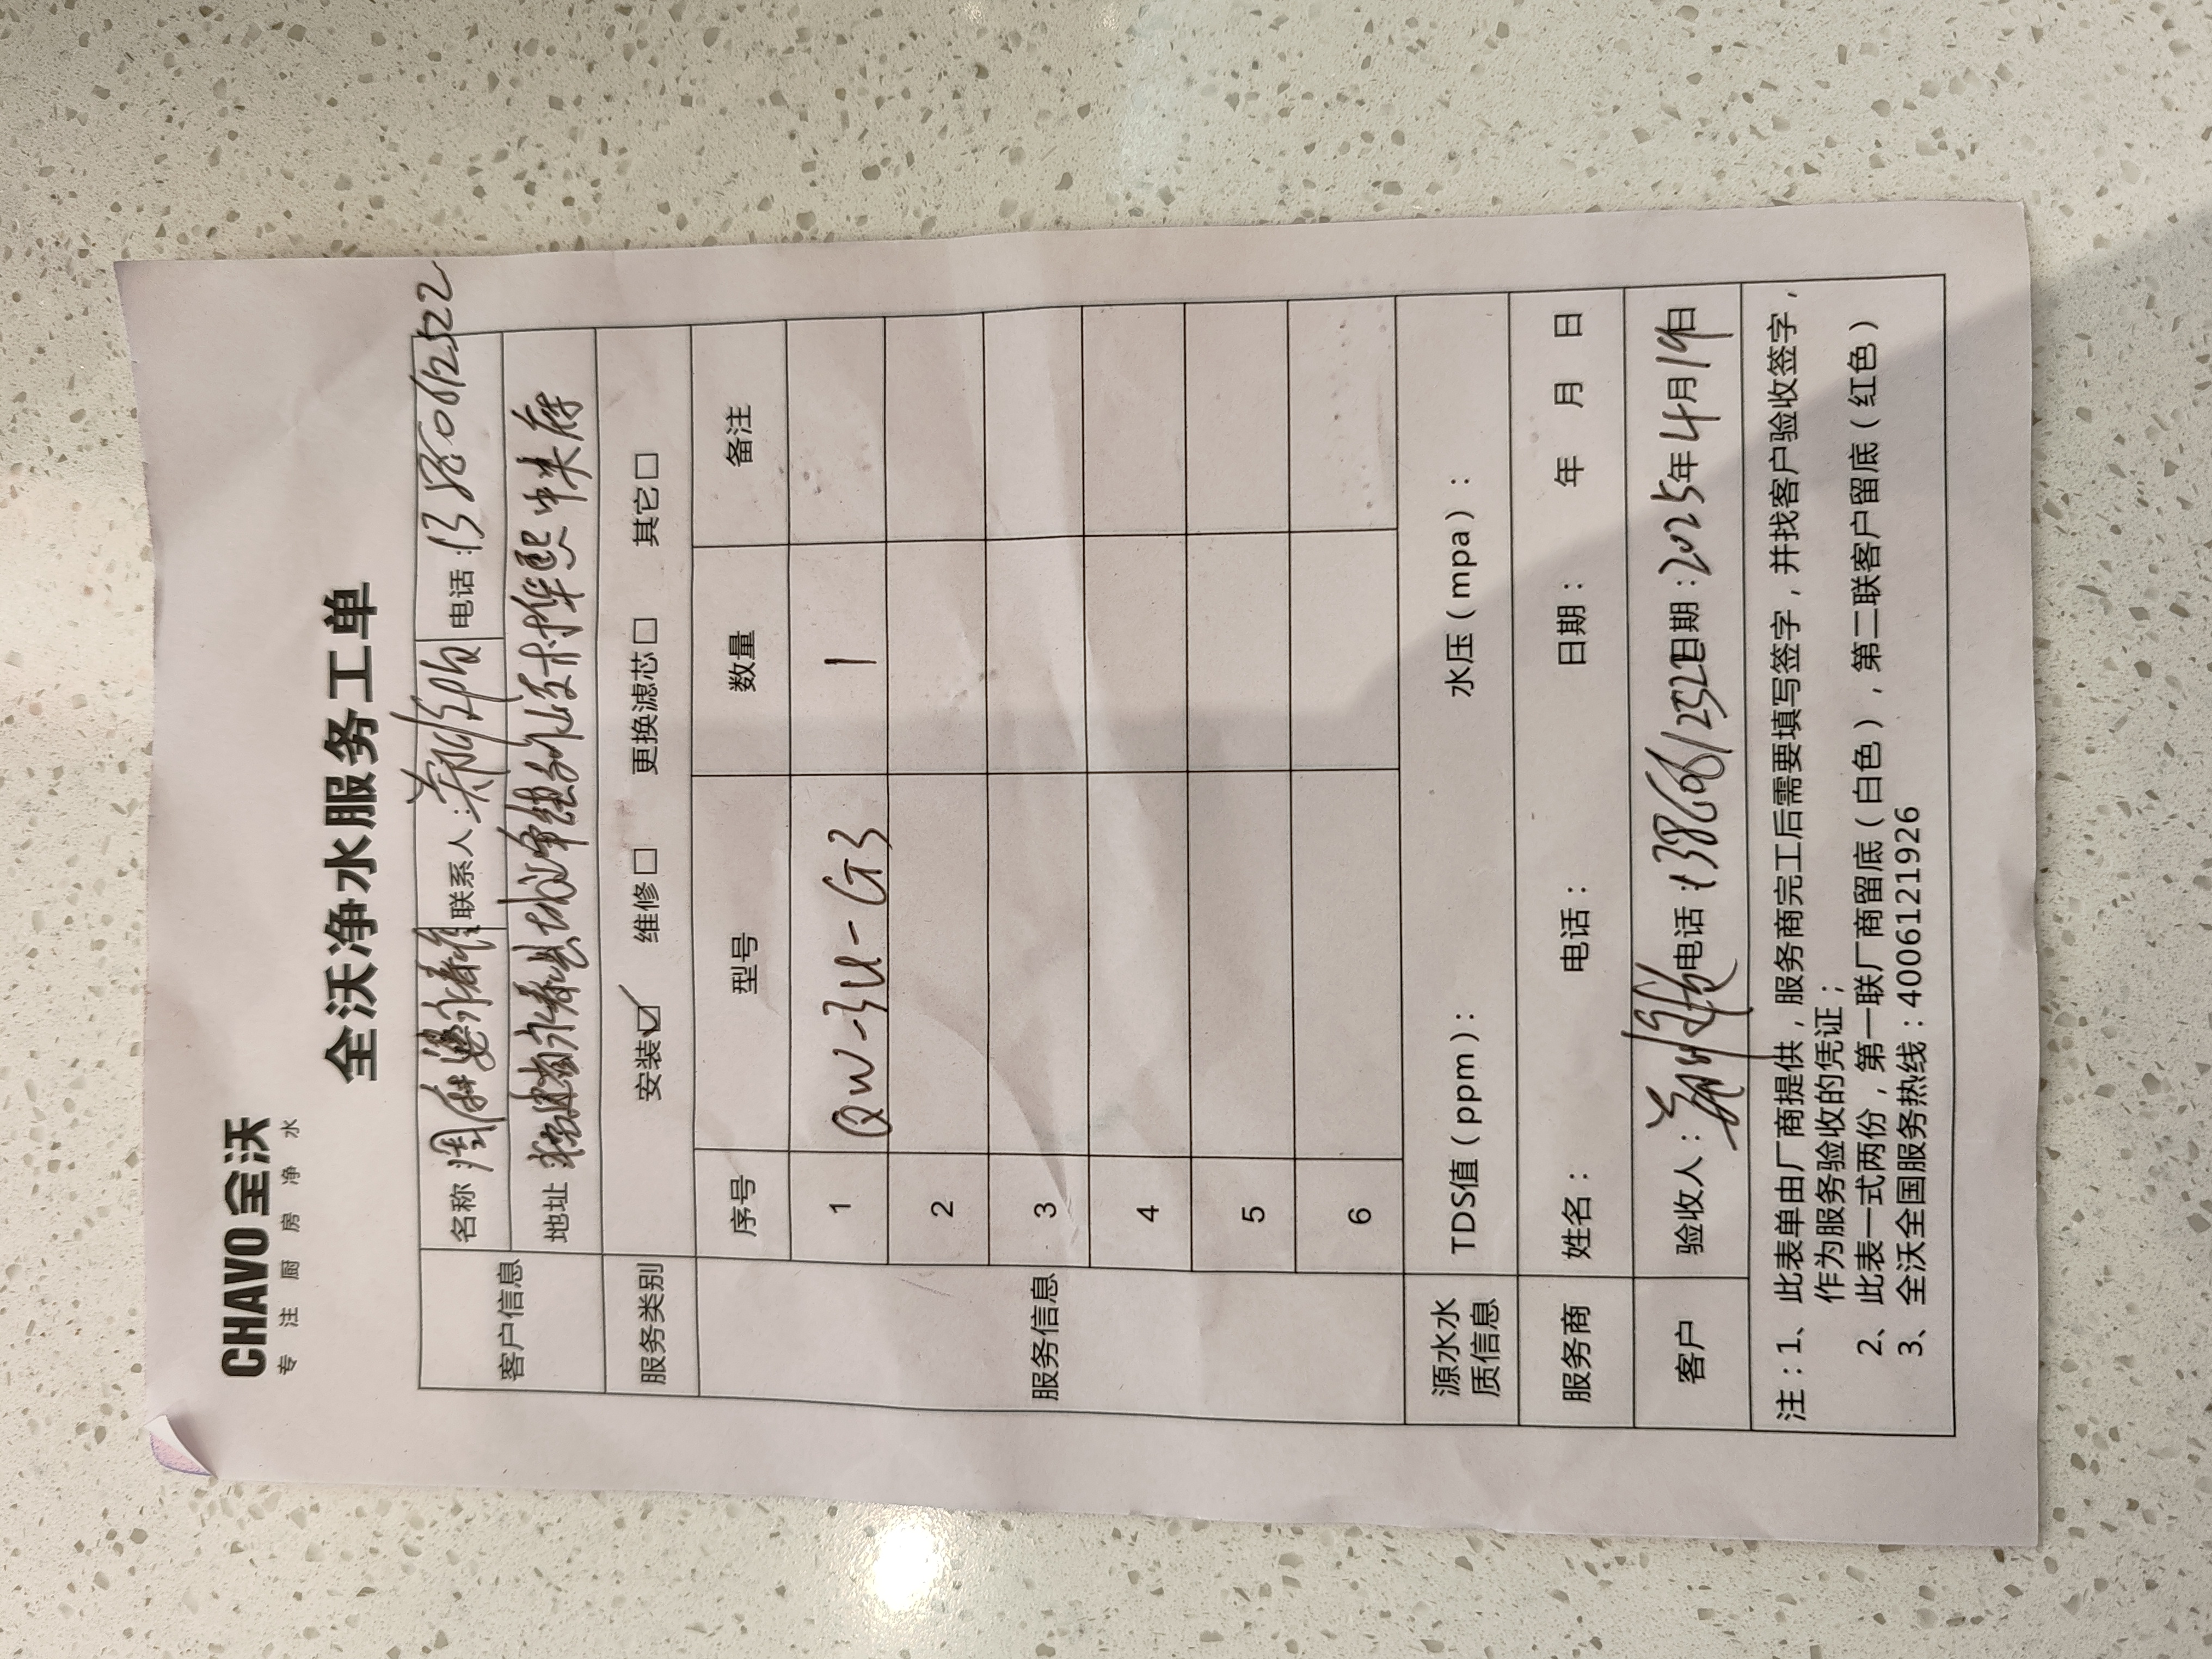 CHAVO 全沃
专注厨房净水
全沃净水服务工单
客户信息
名称 联系人: 电话:
地址
服务类别 安装☑ 维修□ 更换滤芯□ 其它□
服务信息
序号 型号 数量 备注
1 QW-3U-G3 1
2
3
4
5
6
源水水质信息 TDS值(ppm): 水压(mpa):
服务商 姓名: 电话: 日期: 年 月 日
客户 验收人: 电话: 日期:2025年4月19日
注:1、此表单由厂商提供,服务商完工后需要填写签字,并找客户验收签字,
作为服务验收的凭证;
2、此表一式两份,第一联厂商留底(白色),第二联客户留底(红色)
3、全沃全国服务热线:4006121926